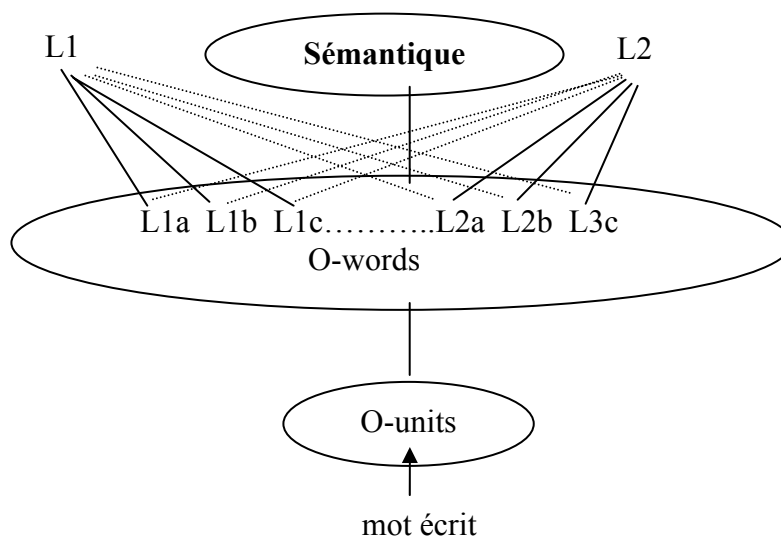 L1 Sémantique L2
L1a L1b L1c………..L2a L2b L3c
O-words
O-units
mot écrit